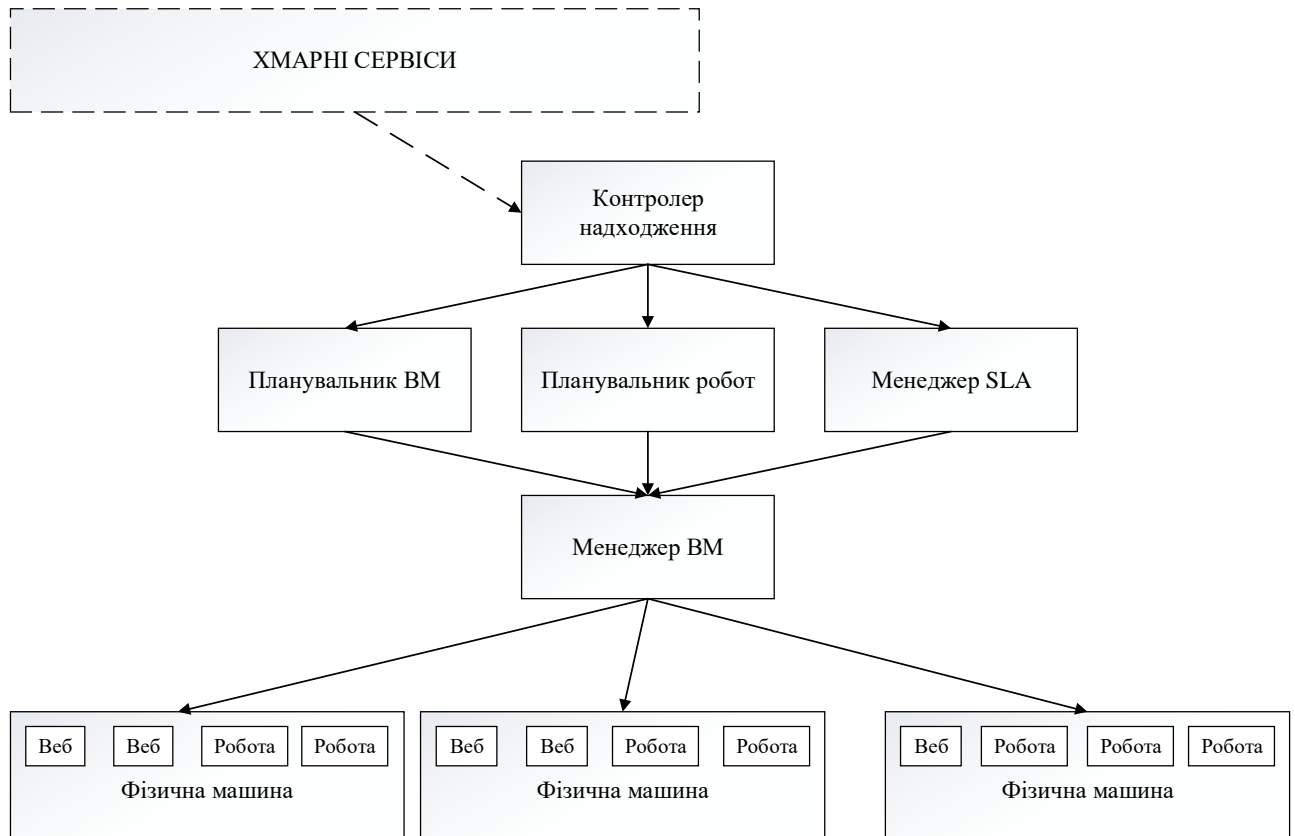 ХМАРНІ СЕРВІСИ
Контролер
надходження
Планувальник ВМ
Планувальник робот
Менеджер SLA
Менеджер ВМ
Веб
Веб
Робота
Робота
Фізична машина
Веб
Веб
Робота
Робота
Фізична машина
Веб
Робота
Робота
Робота
Фізична машина